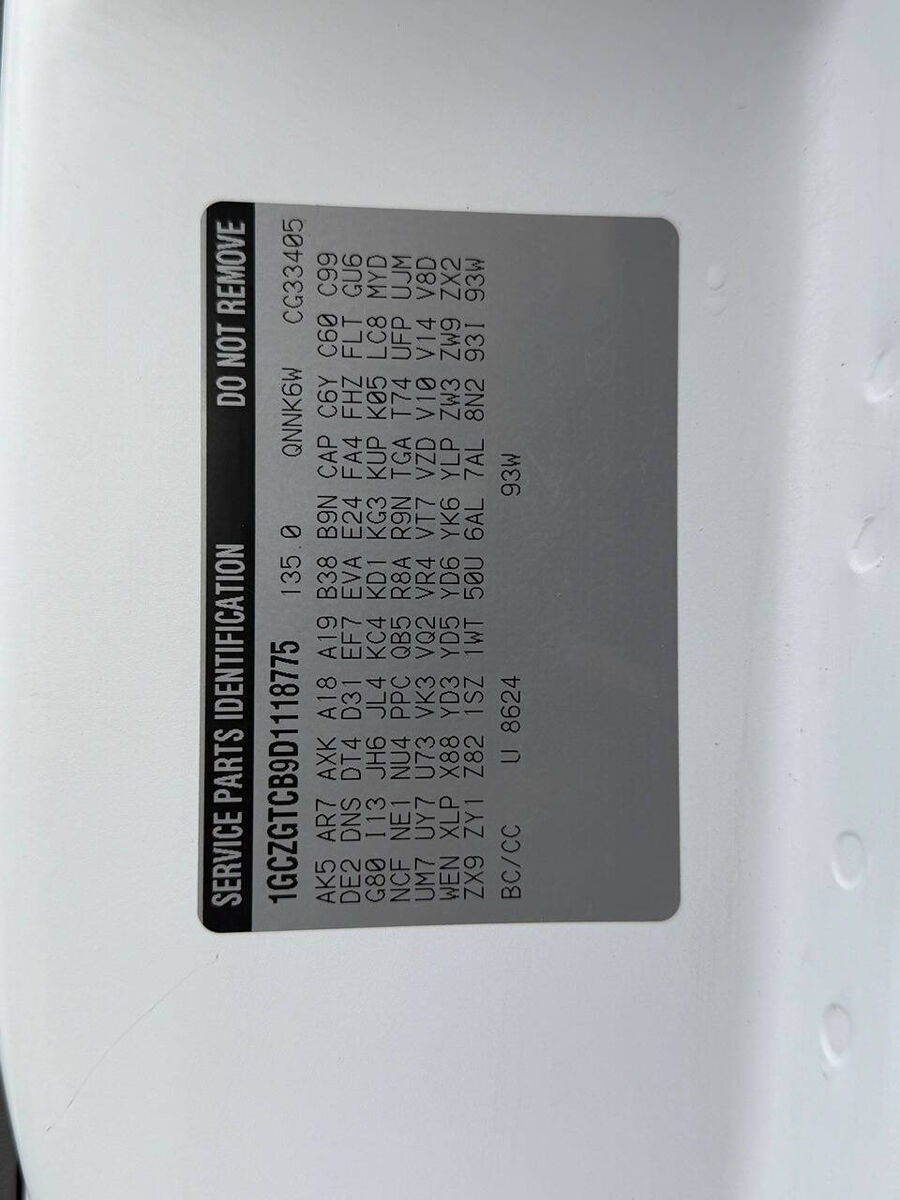 SERVICE PARTS IDENTIFICATION DO NOT REMOVE
1GCZGTCB9D1118775 135.0 QNNK6W CG33405
AK5 AR7 AXK A18 A19 B38 B9N CAP C6Y C60 C99
DE2 DNS DT4 D31 EF7 EVA E24 FA4 FHZ FLT GU6
G80 I13 JH6 JL4 KC4 KD1 KG3 KUP K05 LC8 MYD
NCF NE1 NU4 PPC QB5 R8A R9N TGA T74 UFP UJM
UM7 UY7 U73 VK3 VQ2 VR4 VT7 VZD V10 V14 V8D
WEN XLP X88 YD3 YD5 YD6 YK6 YLP ZW3 ZW9 ZX2
ZX9 ZY1 Z82 1SZ 1WT 50U 6AL 7AL 8N2 93I 93W
BC/CC U 8624 93W